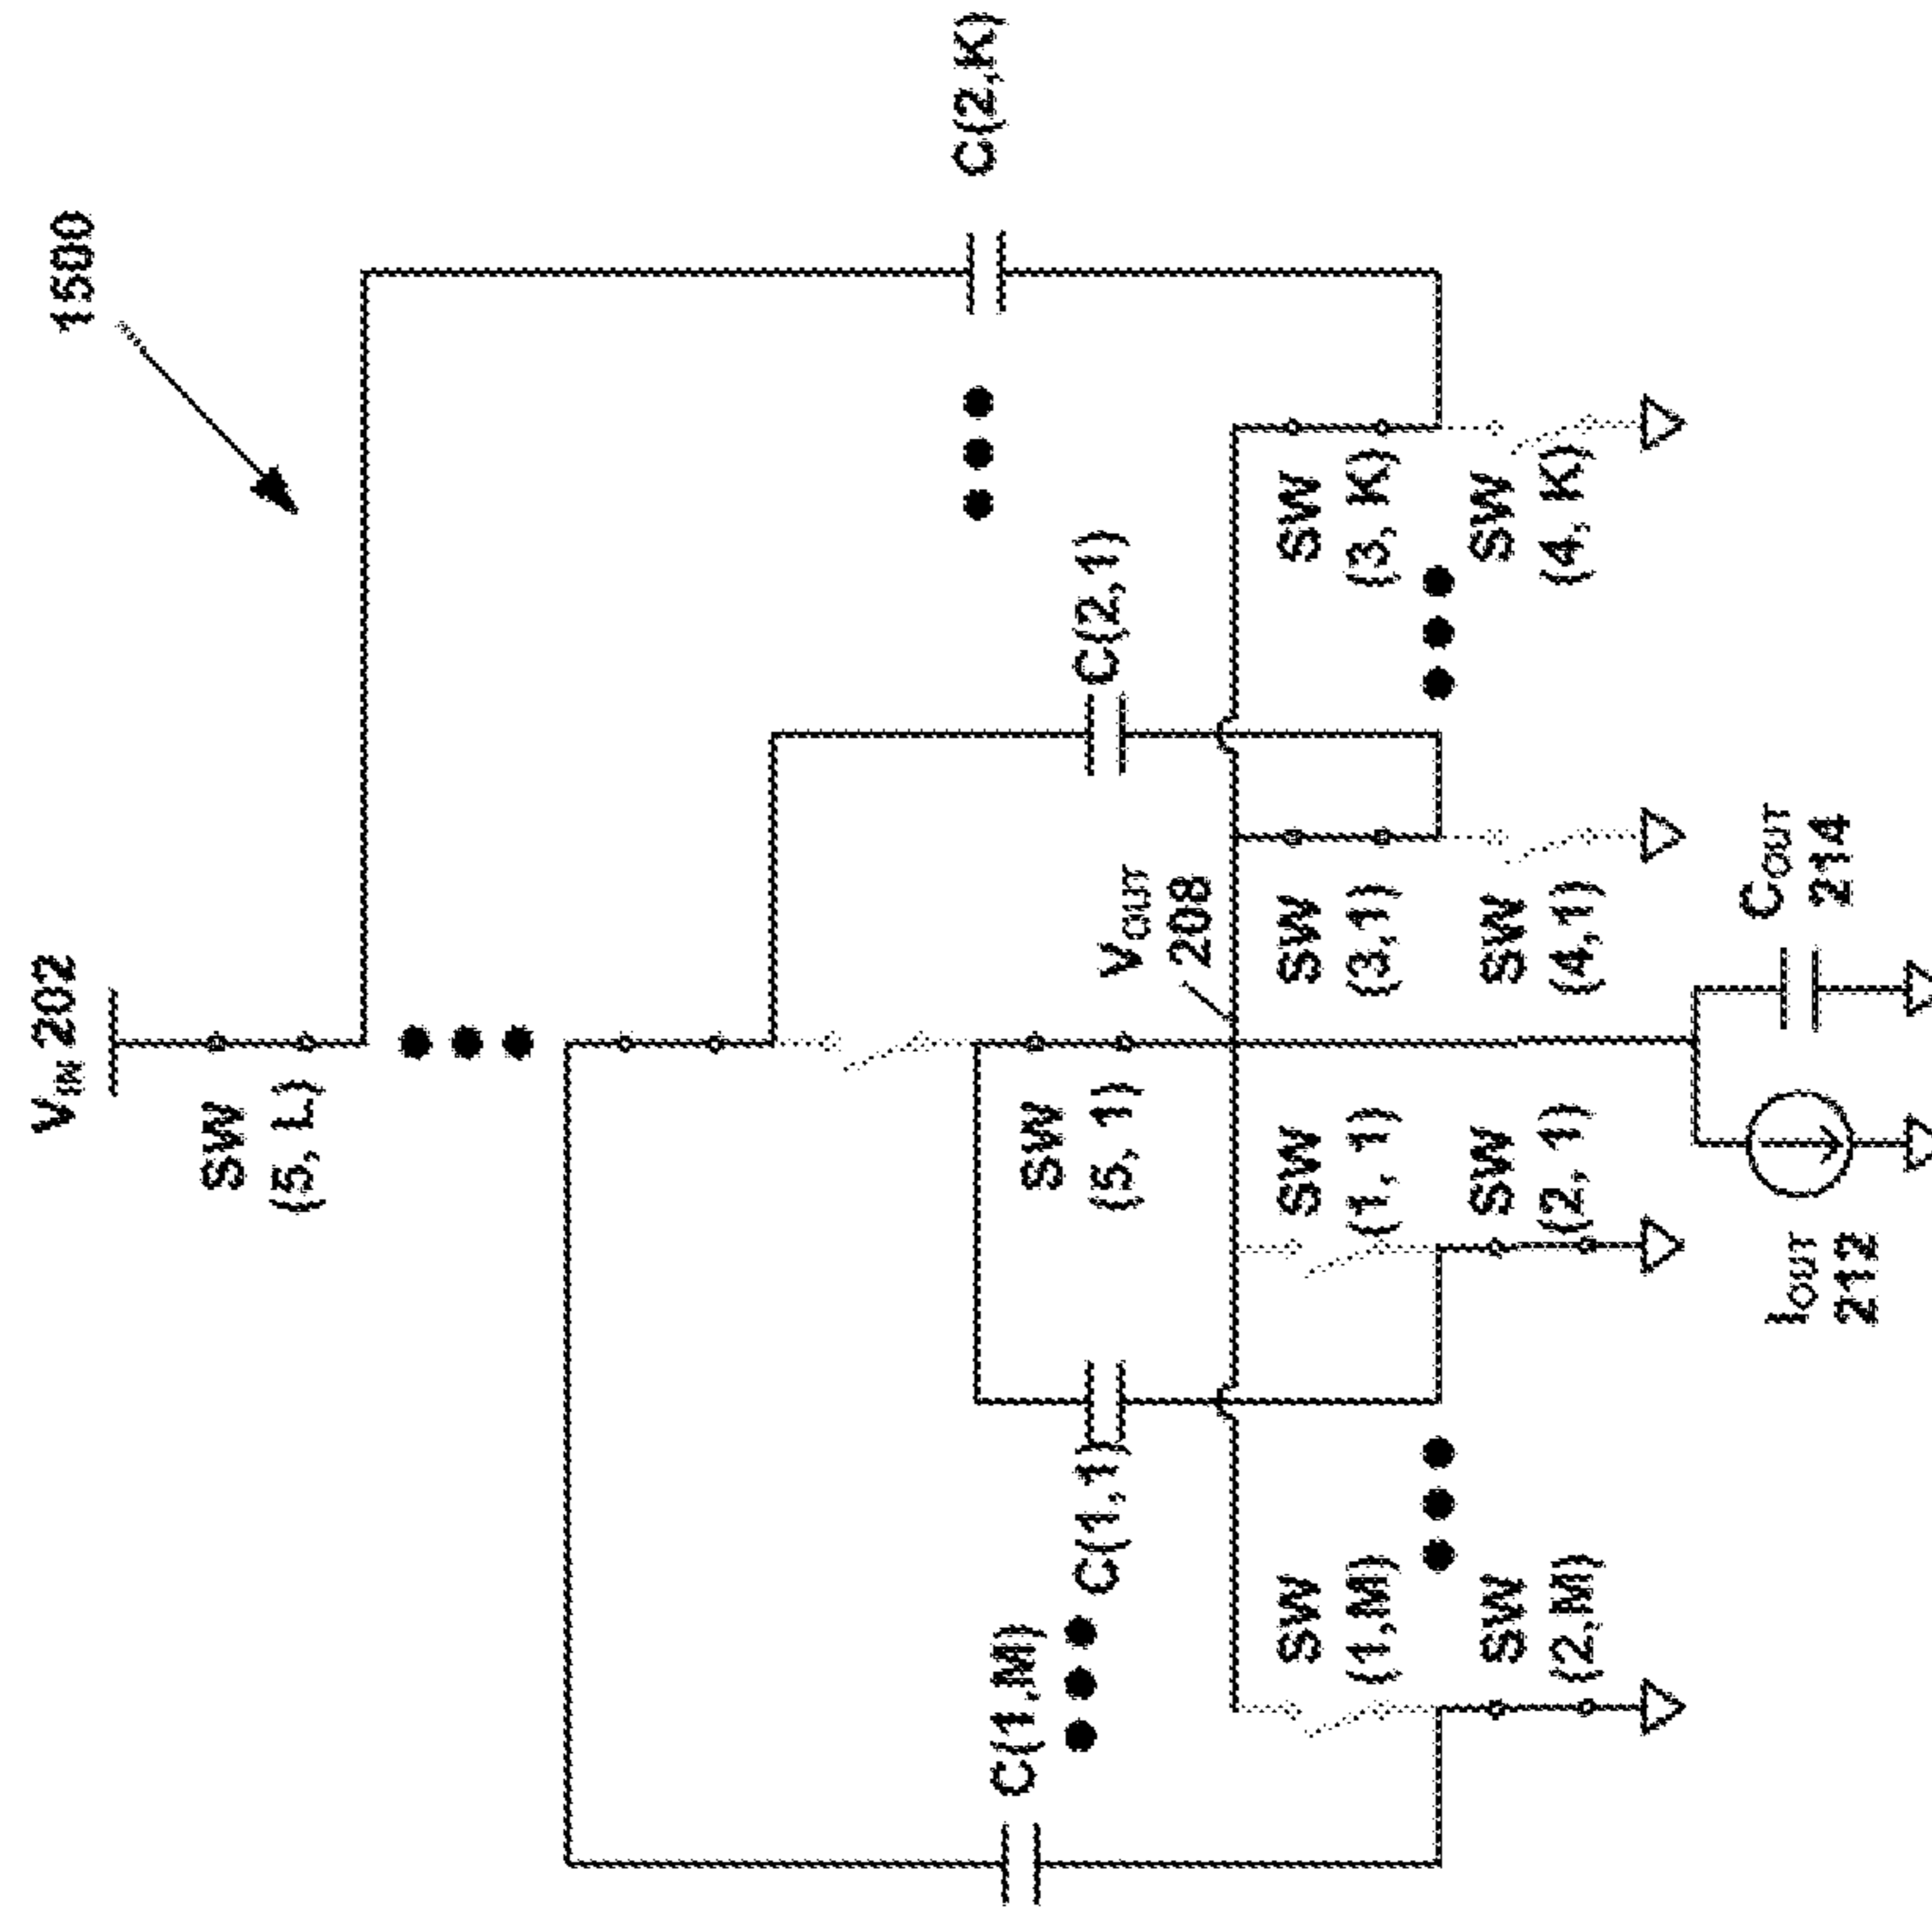 1500
V_IN 202
SW
(5, L)
C(2,K)
C(2,1)
C(1,M)
C(1,1)
SW
(5, 1)
V_OUT
208
SW
(1,M)
SW
(2,M)
SW
(1, 1)
SW
(2, 1)
SW
(3,1)
SW
(4,1)
SW
(3, K)
SW
(4, K)
I_OUT
212
C_OUT
214